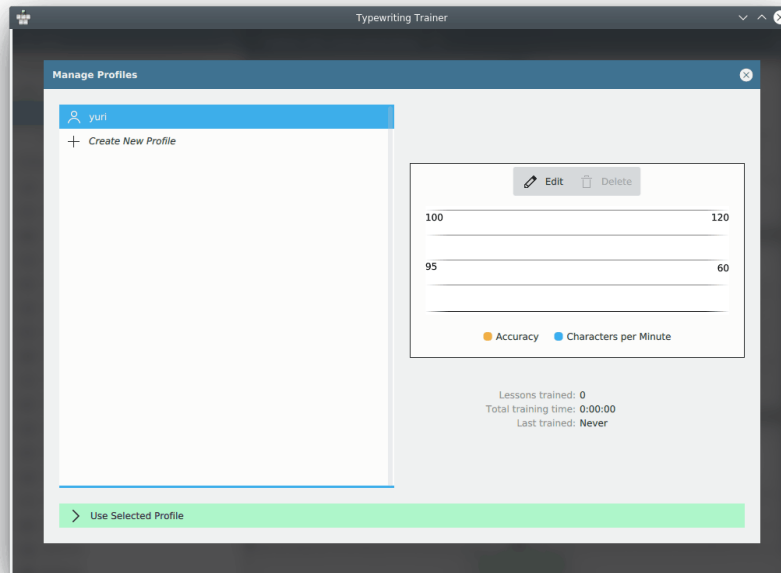 Typewriting Trainer
Manage Profiles
yuri
Create New Profile
Edit Delete
100 120
95 60
Accuracy Characters per Minute
Lessons trained: 0
Total training time: 0:00:00
Last trained: Never
Use Selected Profile